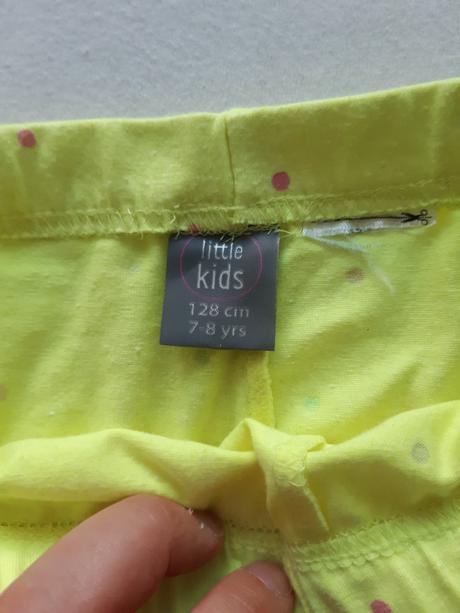 little
kids
128 cm
7-8 yrs